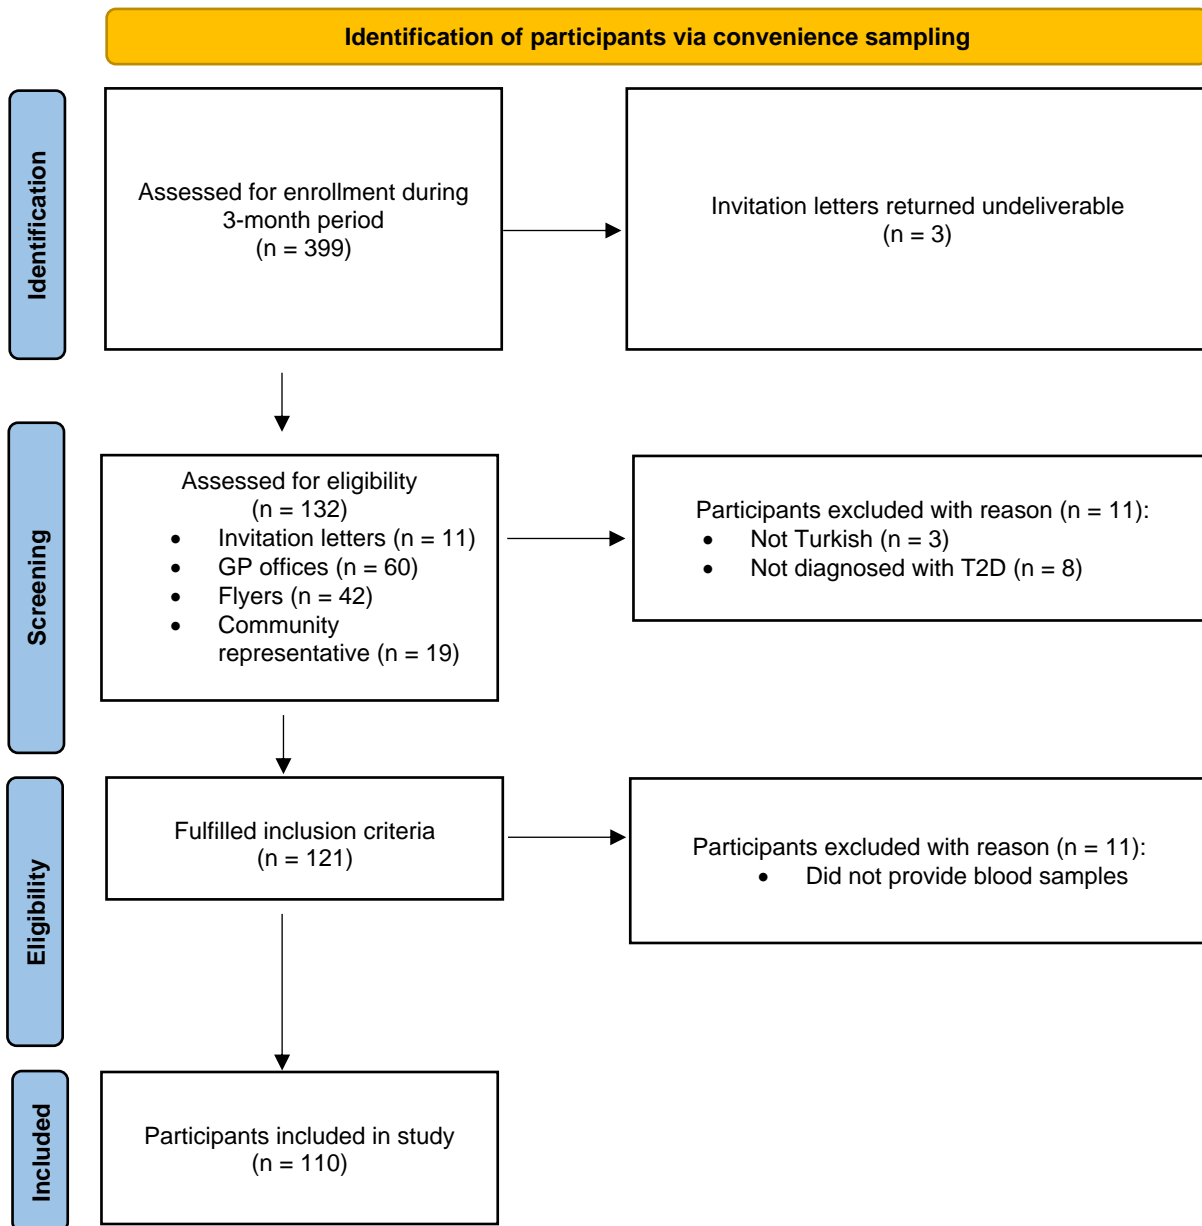 Identification of participants via convenience sampling
Identification
Assessed for enrollment during
3-month period
(n = 399)
Invitation letters returned undeliverable
(n = 3)
Screening
Assessed for eligibility
(n = 132)
• Invitation letters (n = 11)
• GP offices (n = 60)
• Flyers (n = 42)
• Community
representative (n = 19)
Participants excluded with reason (n = 11):
• Not Turkish (n = 3)
• Not diagnosed with T2D (n = 8)
Eligibility
Fulfilled inclusion criteria
(n = 121)
Participants excluded with reason (n = 11):
• Did not provide blood samples
Included
Participants included in study
(n = 110)